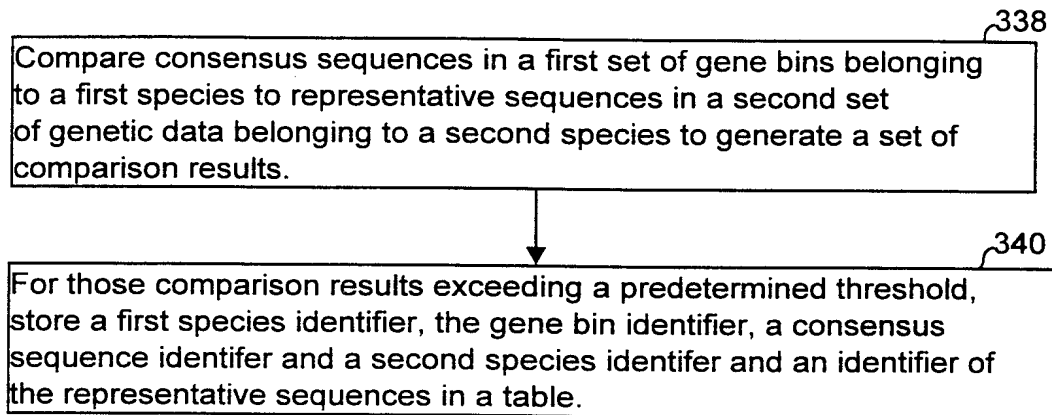 338
Compare consensus sequences in a first set of gene bins belonging
to a first species to representative sequences in a second set
of genetic data belonging to a second species to generate a set of
comparison results.
340
For those comparison results exceeding a predetermined threshold,
store a first species identifier, the gene bin identifier, a consensus
sequence identifer and a second species identifer and an identifier of
the representative sequences in a table.